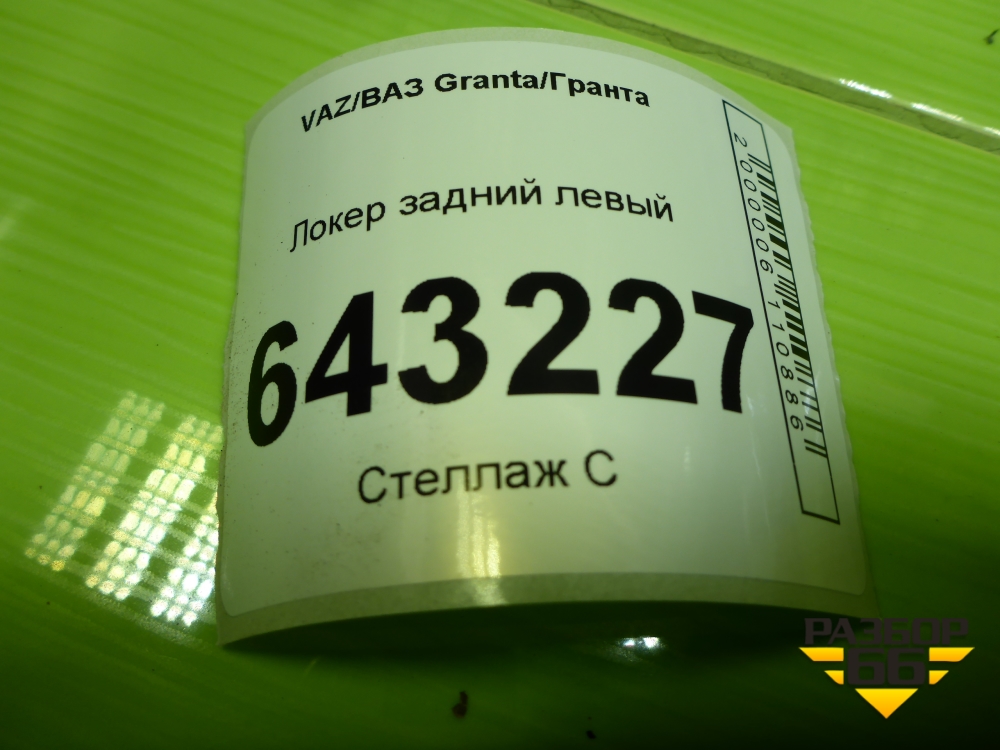 VAZ/ВАЗ Granta/Гранта
Локер задний левый
643227
Стеллаж С
2000006110886
РАЗБОР
66